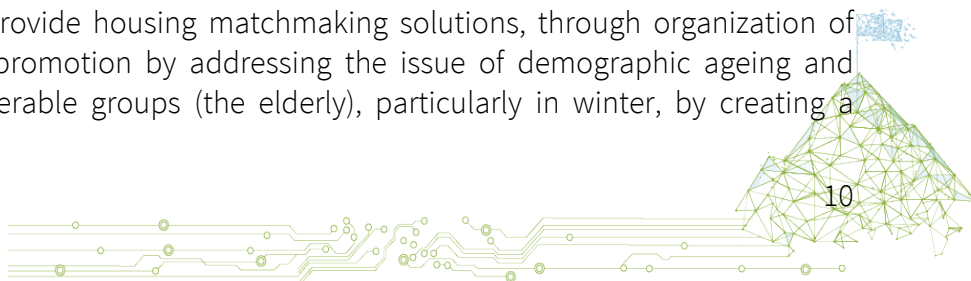 rovide housing matchmaking solutions, through organization of
promotion by addressing the issue of demographic ageing and
erable groups (the elderly), particularly in winter, by creating a
10